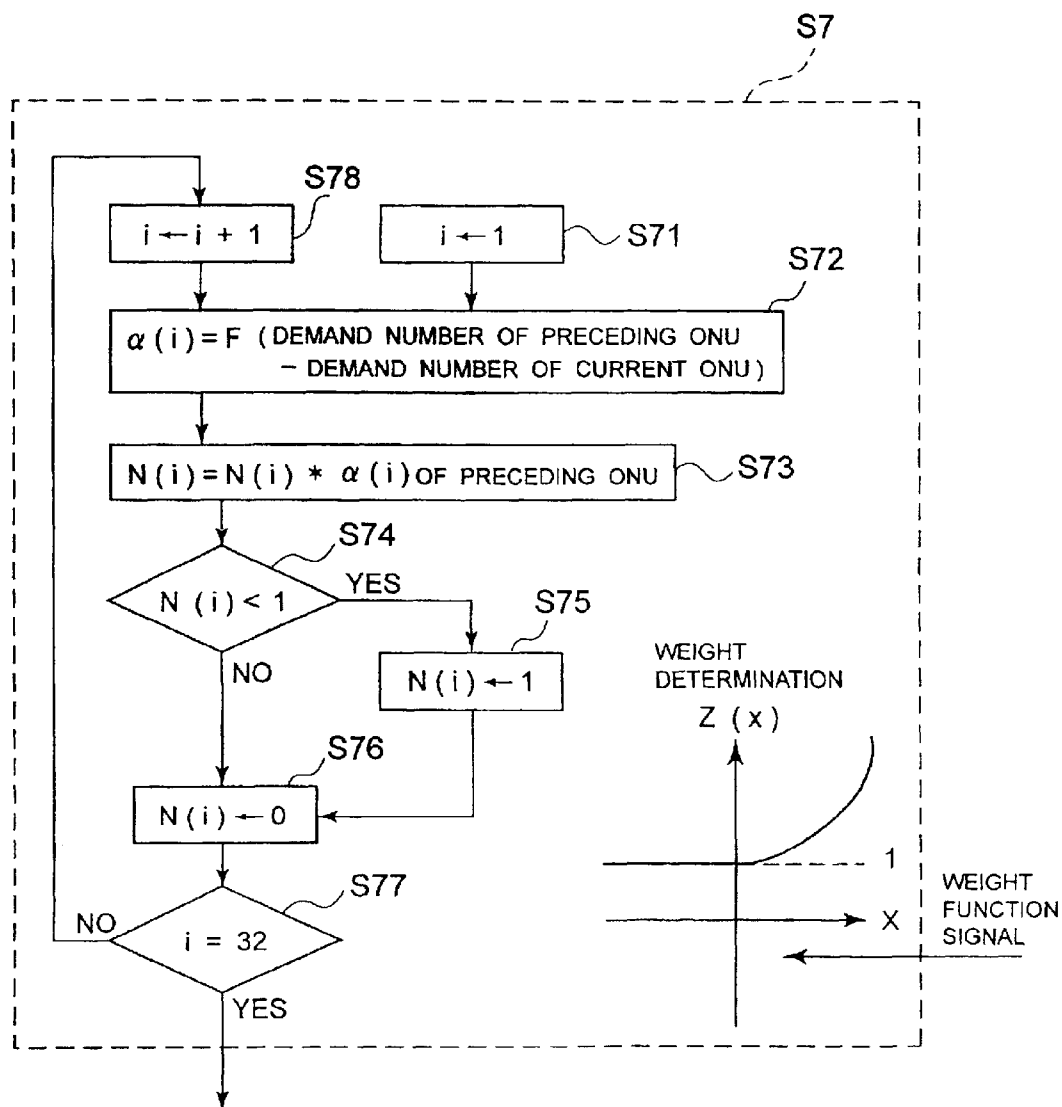 S7
S78
i ← i + 1
i ← 1
S71
S72
α (i) = F (DEMAND NUMBER OF PRECEDING ONU
− DEMAND NUMBER OF CURRENT ONU)
N (i) = N (i) * α (i) OF PRECEDING ONU
S73
S74
N (i) < 1
YES
S75
NO
N (i) ← 1
WEIGHT
DETERMINATION
Z (x)
S76
N (i) ← 0
1
S77
NO
i = 32
X
WEIGHT
FUNCTION
SIGNAL
YES